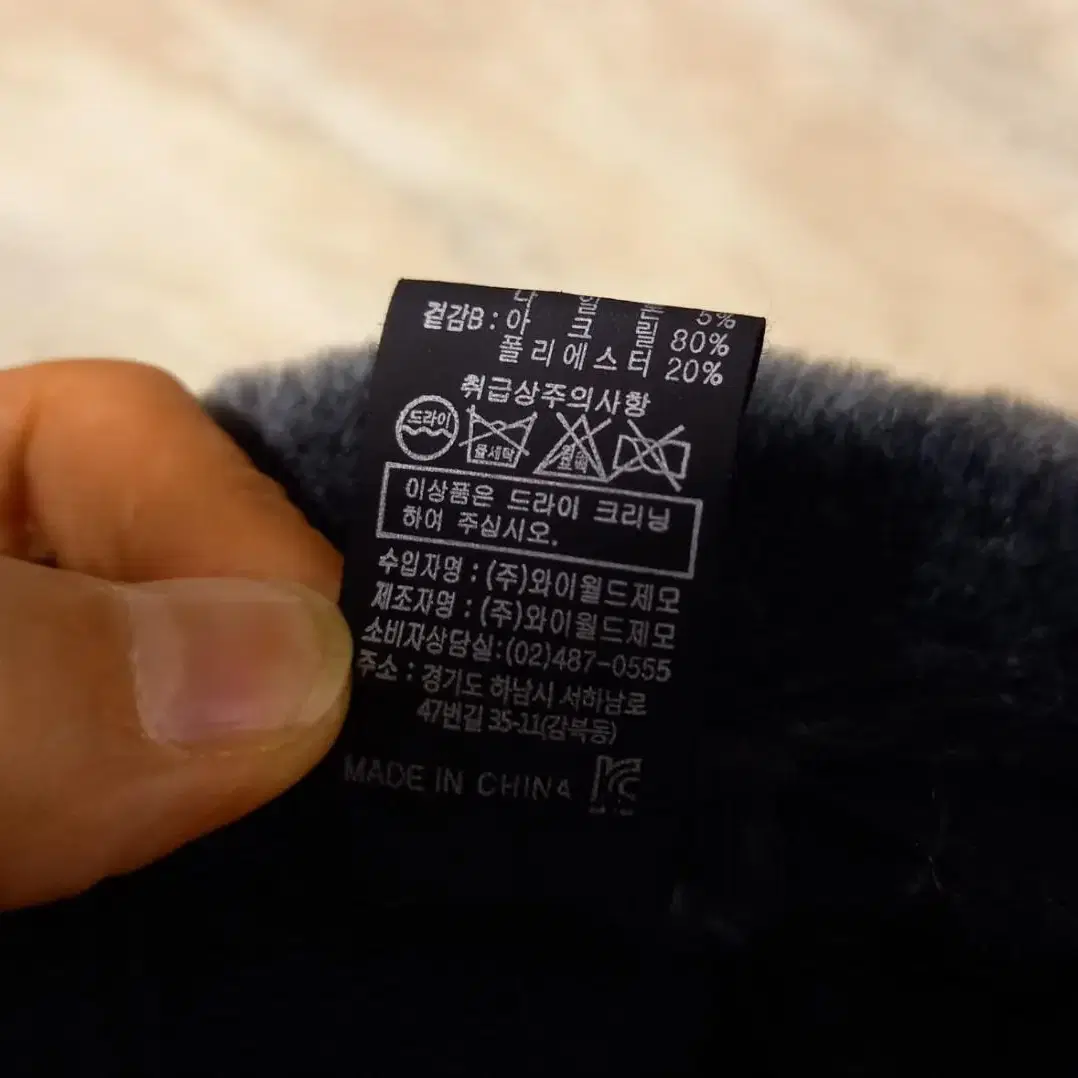 나 일 론 5%
겉감B : 아 크 릴 80%
폴리에스터 20%
취급상주의사항
드라이 물세탁 염소표백
이상품은 드라이 크리닝
하여 주십시오.
수입자명 : (주)와이월드제모
제조자명 : (주)와이월드제모
소비자상담실:(02)487-0555
주소 : 경기도 하남시 서하남로
47번길 35-11(감북동)
MADE IN CHINA KC